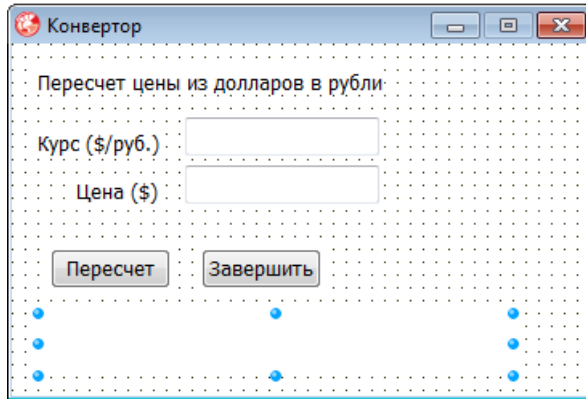 Конвертор
Пересчет цены из долларов в рубли
Курс ($/руб.)
Цена ($)
Пересчет Завершить